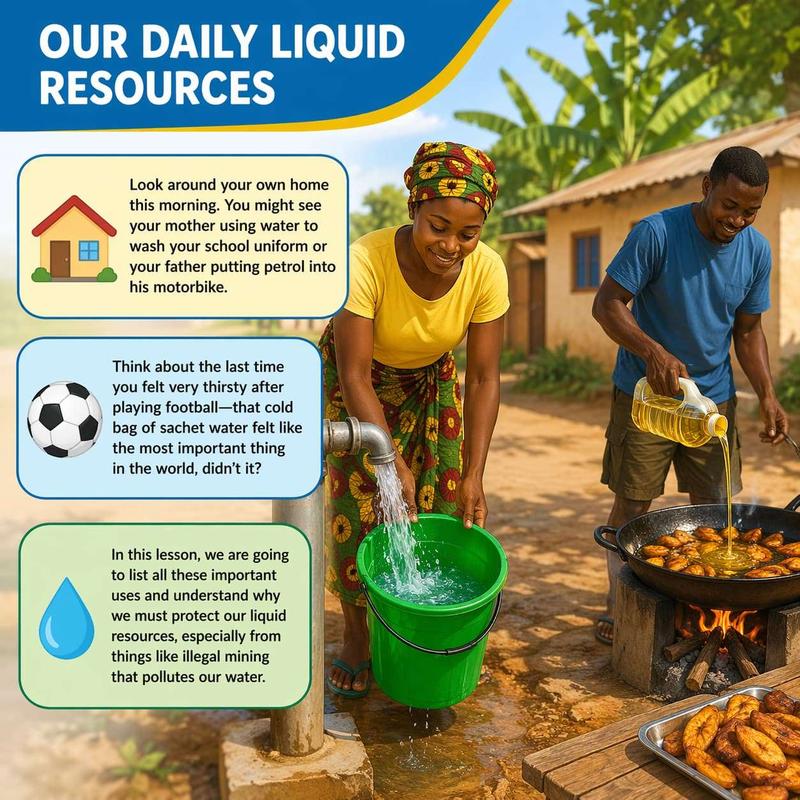 OUR DAILY LIQUID
RESOURCES
Look around your own home
this morning. You might see
your mother using water to
wash your school uniform or
your father putting petrol into
his motorbike.
Think about the last time
you felt very thirsty after
playing football—that cold
bag of sachet water felt like
the most important thing
in the world, didn't it?
In this lesson, we are going
to list all these important
uses and understand why
we must protect our liquid
resources, especially from
things like illegal mining
that pollutes our water.